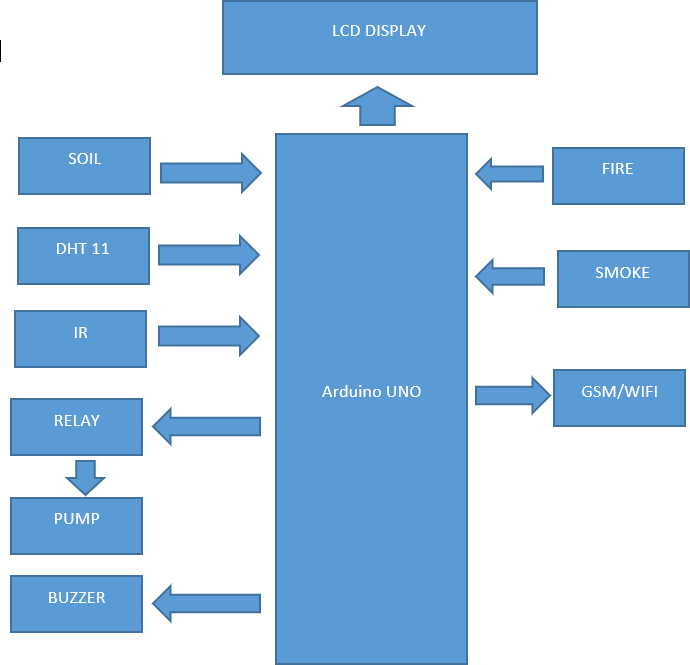 LCD DISPLAY
SOIL
FIRE
DHT 11
SMOKE
IR
Arduino UNO
GSM/WIFI
RELAY
PUMP
BUZZER